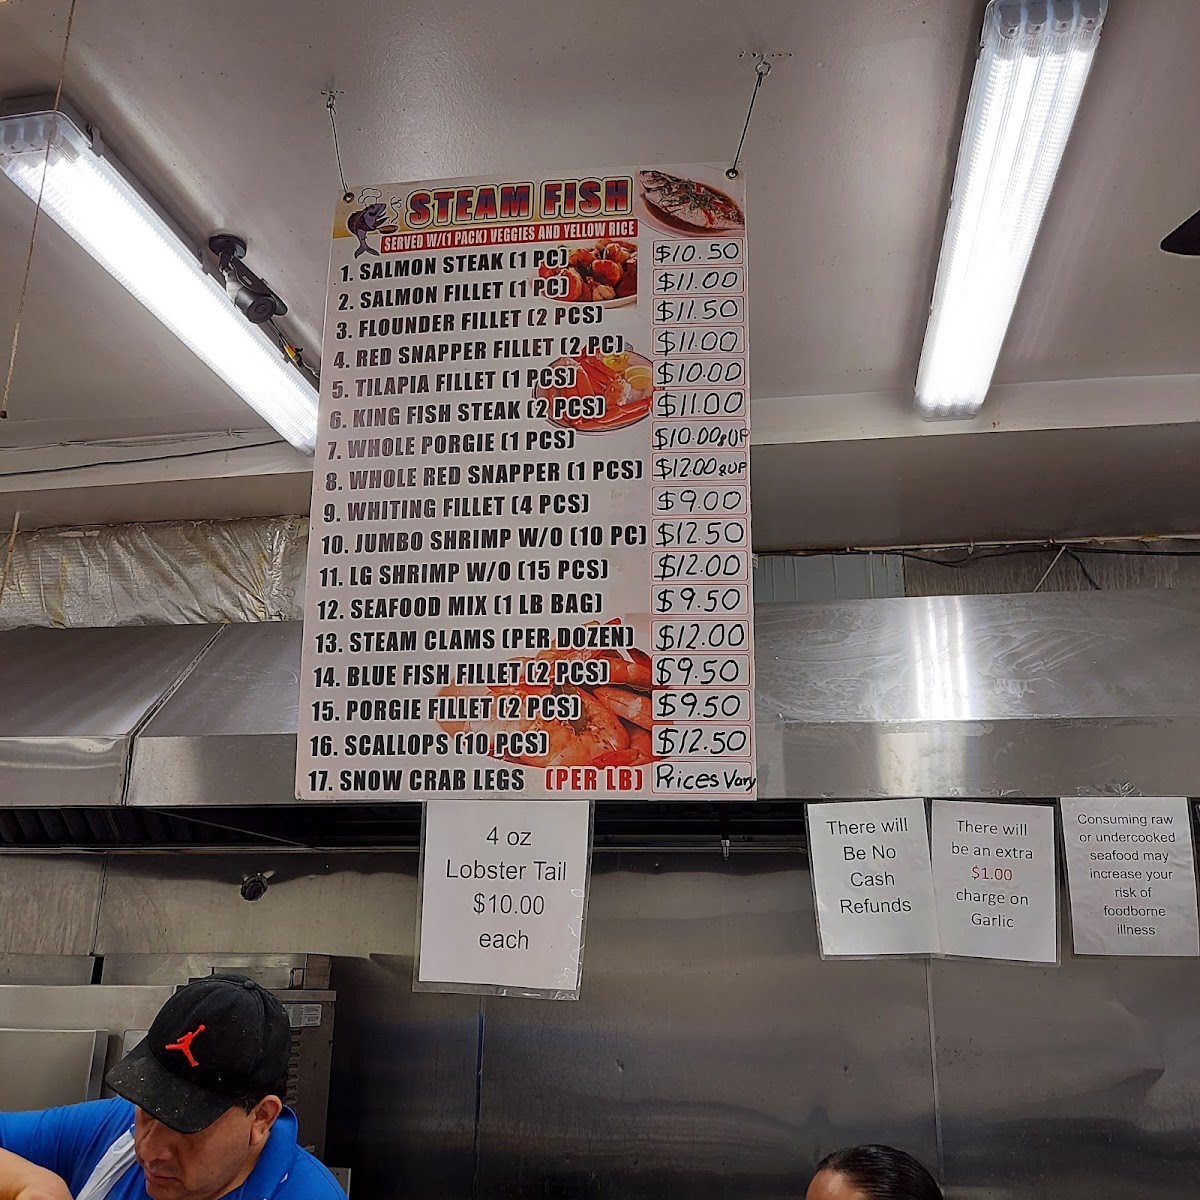 STEAM FISH
SERVED W/(1 PACK) VEGGIES AND YELLOW RICE
1. SALMON STEAK (1 PC) $10.50
2. SALMON FILLET (1 PC) $11.00
3. FLOUNDER FILLET (2 PCS) $11.50
4. RED SNAPPER FILLET (2 PC) $11.00
5. TILAPIA FILLET (1 PCS) $10.00
6. KING FISH STEAK (2 PCS) $11.00
7. WHOLE PORGIE (1 PCS) $10.00&UP
8. WHOLE RED SNAPPER (1 PCS) $12.00&UP
9. WHITING FILLET (4 PCS) $9.00
10. JUMBO SHRIMP W/O (10 PC) $12.50
11. LG SHRIMP W/O (15 PCS) $12.00
12. SEAFOOD MIX (1 LB BAG) $9.50
13. STEAM CLAMS (PER DOZEN) $12.00
14. BLUE FISH FILLET (2 PCS) $9.50
15. PORGIE FILLET (2 PCS) $9.50
16. SCALLOPS (10 PCS) $12.50
17. SNOW CRAB LEGS (PER LB) Prices Vary
4 oz
Lobster Tail
$10.00
each
There will
Be No
Cash
Refunds
There will
be an extra
$1.00
charge on
Garlic
Consuming raw
or undercooked
seafood may
increase your
risk of
foodborne
illness